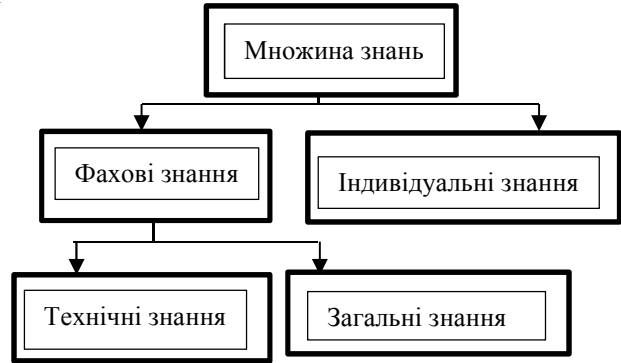 Множина знань
Фахові знання
Індивідуальні знання
Технічні знання
Загальні знання